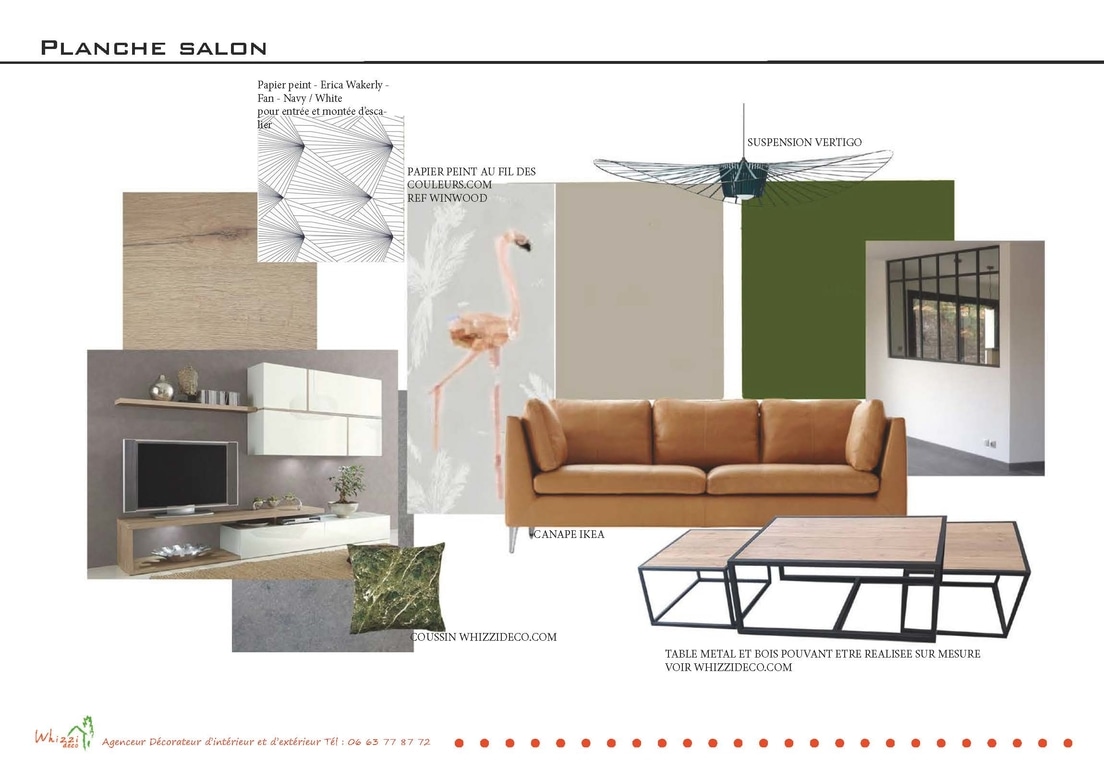 PLANCHE SALON
Papier peint - Erica Wakerly -
Fan - Navy / White
pour entrée et montée d'esca-
lier
PAPIER PEINT AU FIL DES
COULEURS.COM
REF WINWOOD
SUSPENSION VERTIGO
CANAPE IKEA
COUSSIN WHIZZIDECO.COM
TABLE METAL ET BOIS POUVANT ETRE REALISEE SUR MESURE
VOIR WHIZZIDECO.COM
Whizzi
déco
Agenceur Décorateur d'intérieur et d'extérieur Tél : 06 63 77 87 72